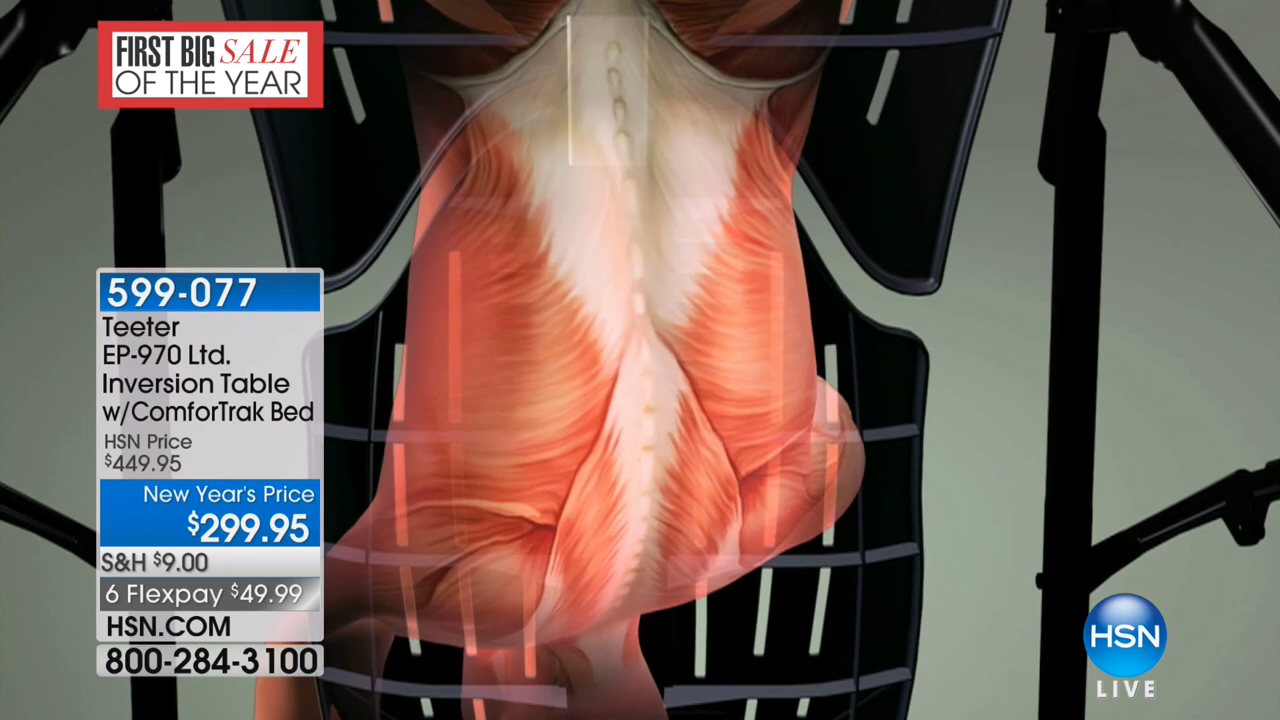 FIRST BIG SALE
OF THE YEAR
599-077
Teeter
EP-970 Ltd.
Inversion Table
w/ComforTrak Bed
HSN Price
$449.95
New Year's Price
$299.95
S&H $9.00
6 Flexpay $49.99
HSN.COM
800-284-3100
HSN
LIVE